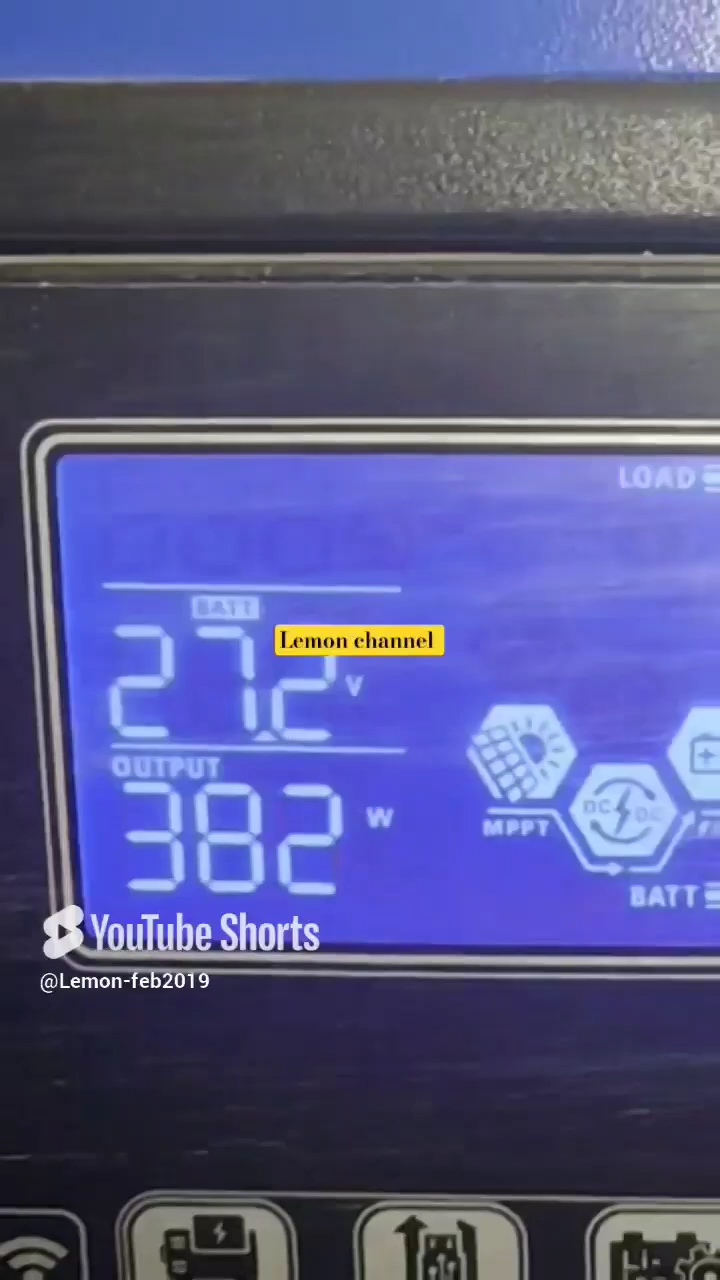 LOAD
BATT
Lemon channel
27.2 V
OUTPUT
382 W
DC DC
MPPT
BATT
YouTube Shorts
@Lemon-feb2019